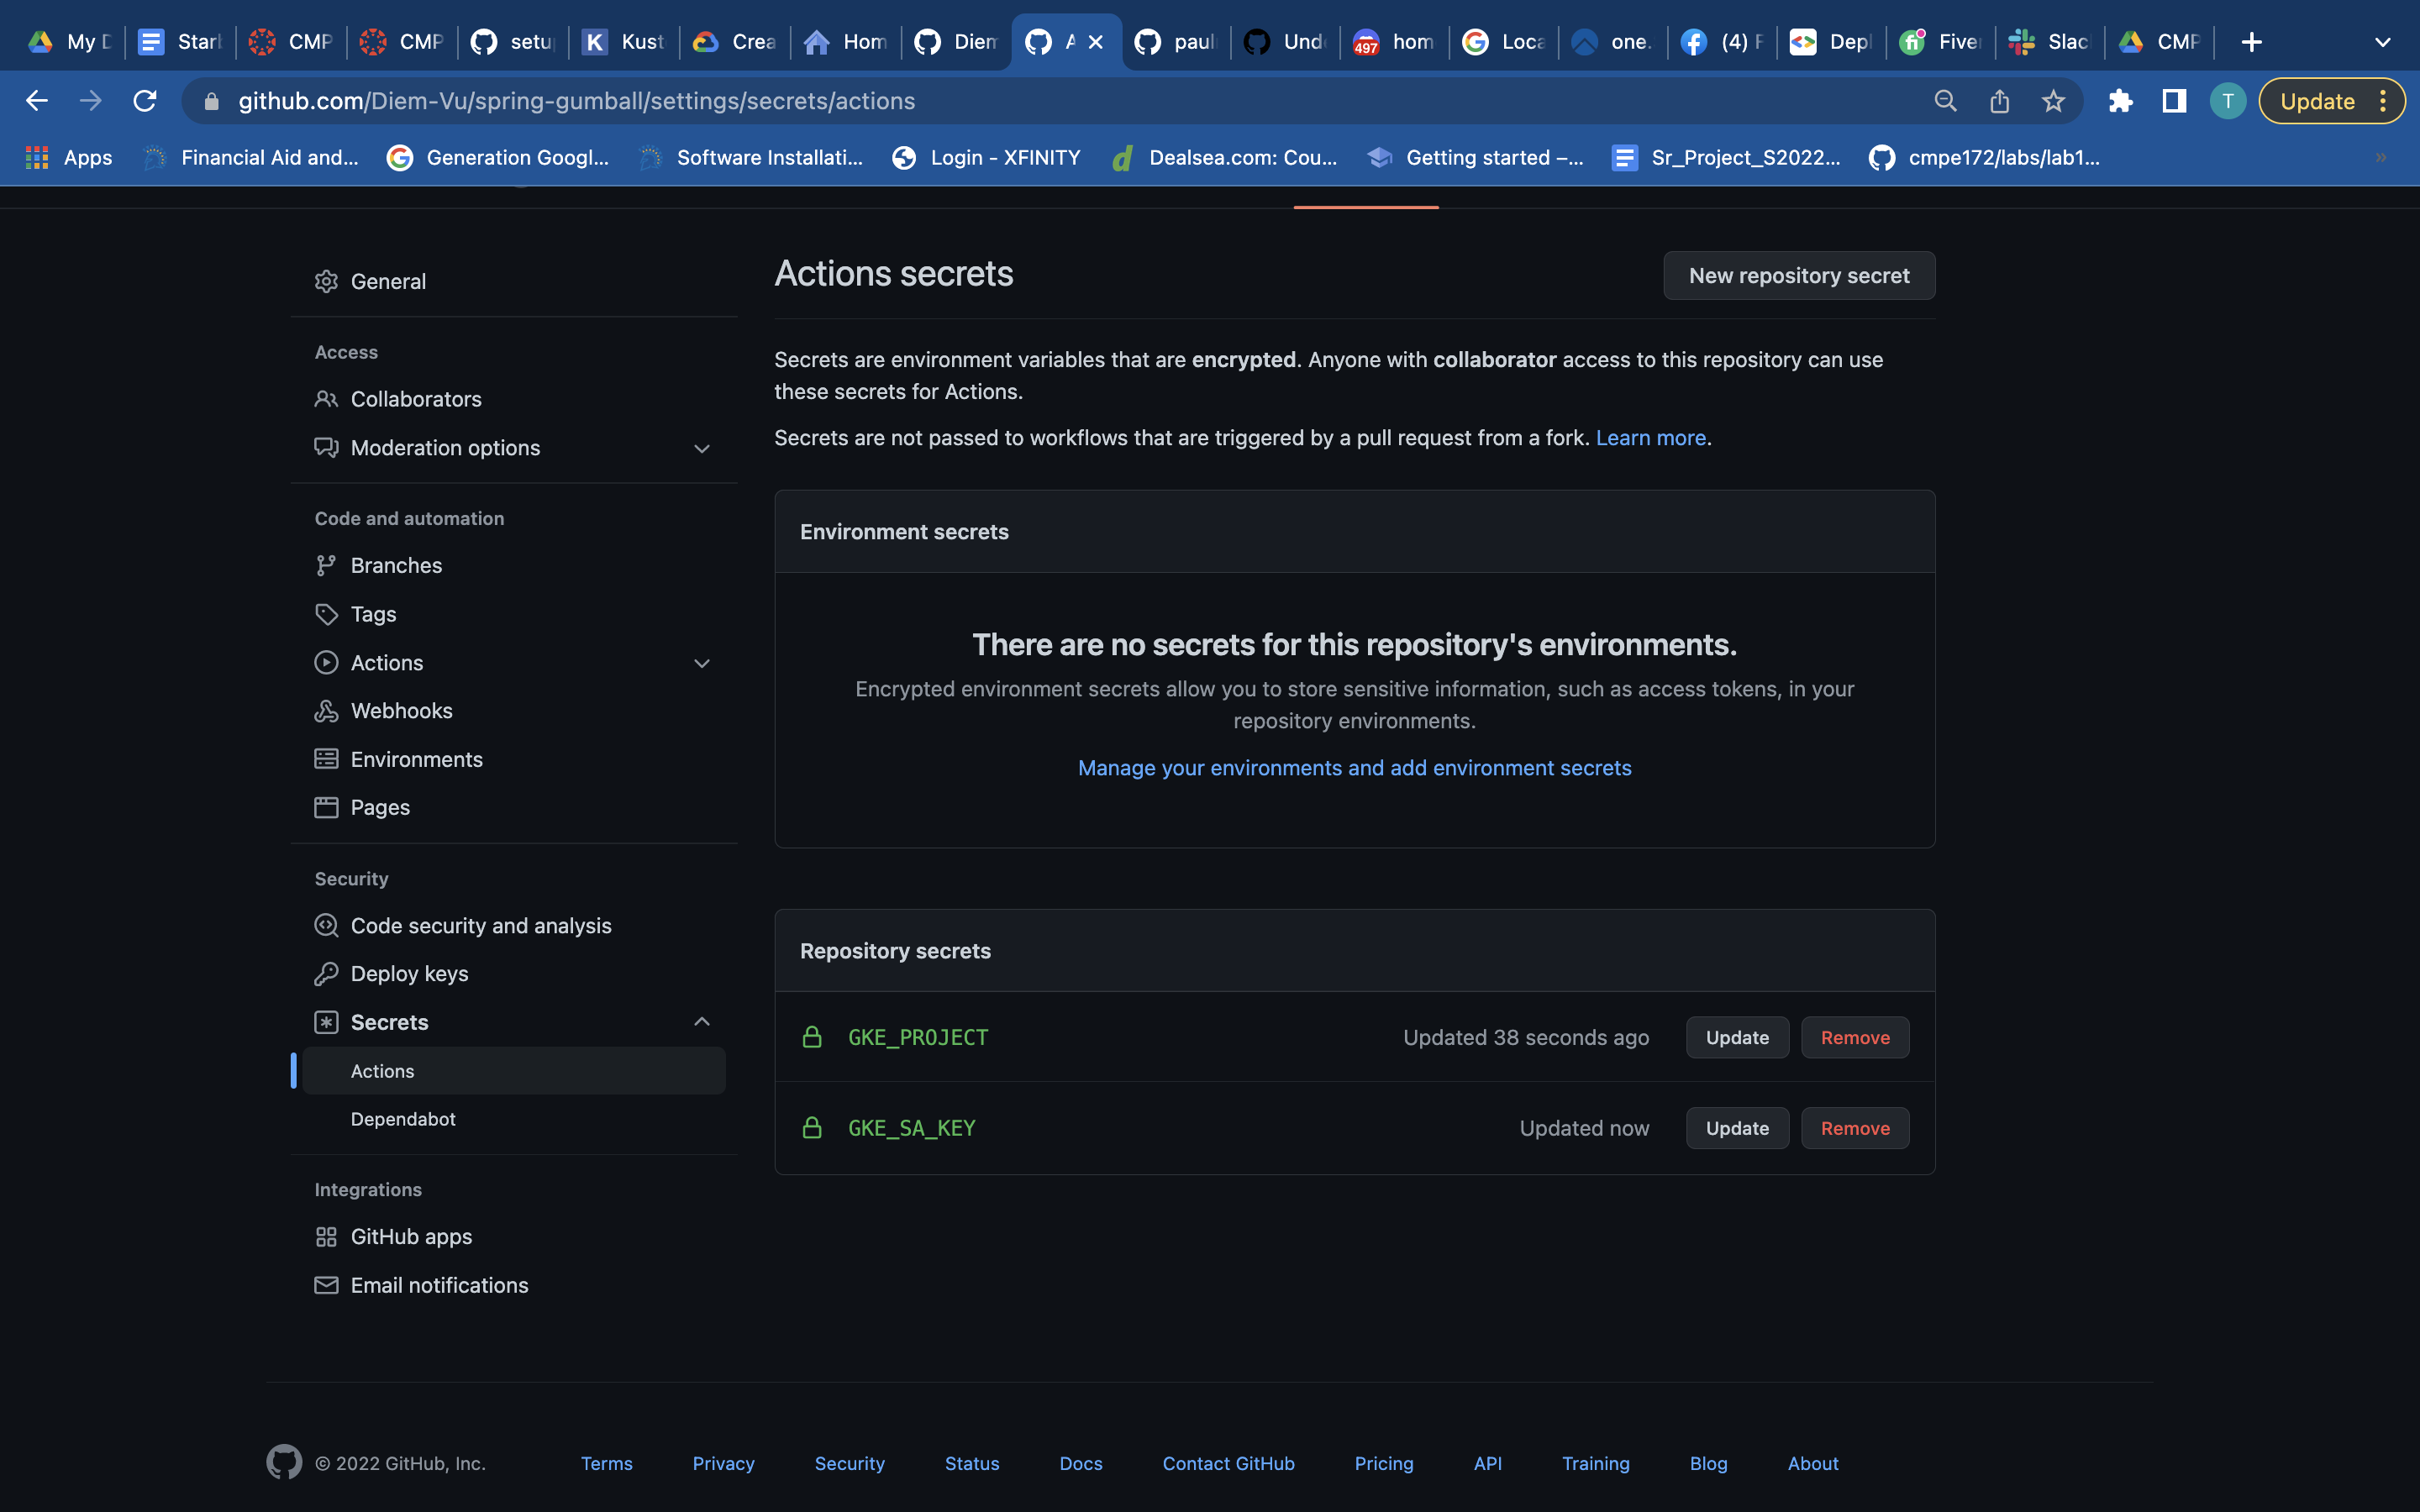 My D
Star
CMP
CMP
setu
Kust
Crea
Hom
Diem
A
paul
Und
497
hom
Loca
one.
(4) F
Depl
Fiver
Slac
CMP
github.com/Diem-Vu/spring-gumball/settings/secrets/actions
T
Update
Apps
Financial Aid and...
Generation Googl...
Software Installati...
Login - XFINITY
Dealsea.com: Cou...
Getting started –...
Sr_Project_S2022...
cmpe172/labs/lab1...
»
General
Access
Collaborators
Moderation options
Code and automation
Branches
Tags
Actions
Webhooks
Environments
Pages
Security
Code security and analysis
Deploy keys
Secrets
Actions
Dependabot
Integrations
GitHub apps
Email notifications
Actions secrets
New repository secret
Secrets are environment variables that are encrypted. Anyone with collaborator access to this repository can use
these secrets for Actions.
Secrets are not passed to workflows that are triggered by a pull request from a fork. Learn more.
Environment secrets
There are no secrets for this repository's environments.
Encrypted environment secrets allow you to store sensitive information, such as access tokens, in your
repository environments.
Manage your environments and add environment secrets
Repository secrets
GKE_PROJECT Updated 38 seconds ago Update Remove
GKE_SA_KEY Updated now Update Remove
© 2022 GitHub, Inc. Terms Privacy Security Status Docs Contact GitHub Pricing API Training Blog About